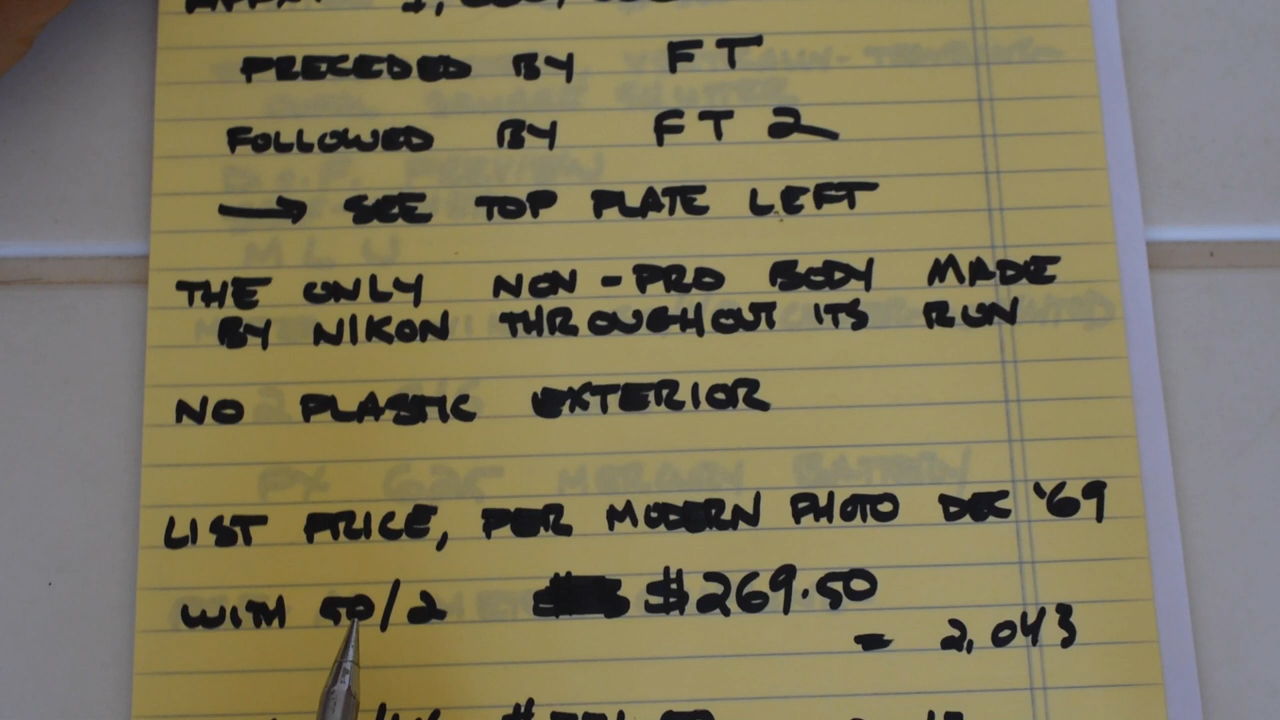 PRECEDED BY FT
FOLLOWED BY FT 2
→ SEE TOP PLATE LEFT
THE ONLY NON-PRO BODY MADE
BY NIKON THROUGHOUT ITS RUN
NO PLASTIC EXTERIOR
LIST PRICE, PER MODERN PHOTO DEC '69
WITH 50/2 $269.50
= 2,043